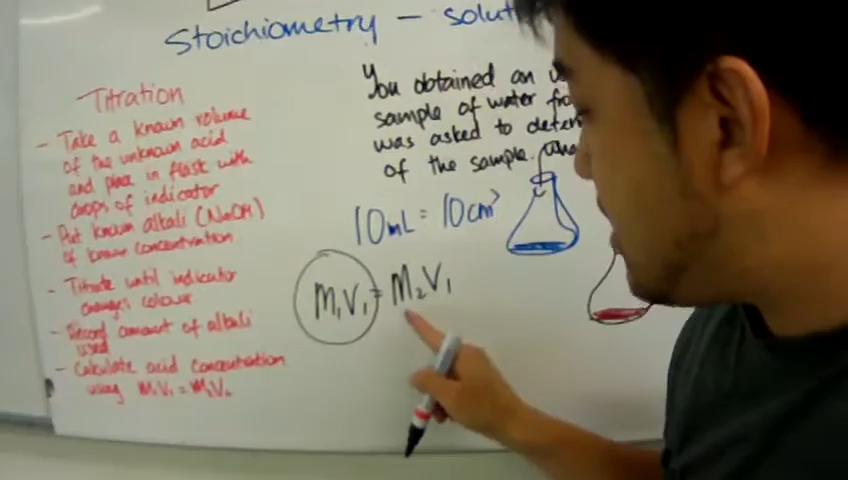 Stoichiometry - solut
Titration
- Take a known volume
of the unknown acid
and place in flask with
drops of indicator
- Put known alkali (NaOH)
of known concentration
- Titrate until indicator
changes colour
- Record amount of alkali
used
- Calculate acid concentration
using M₁V₁ = M₂V₂
You obtained an
sample of water fro
was asked to deter
of the sample.
10mL = 10cm³
M₁V₁ = M₂V₁